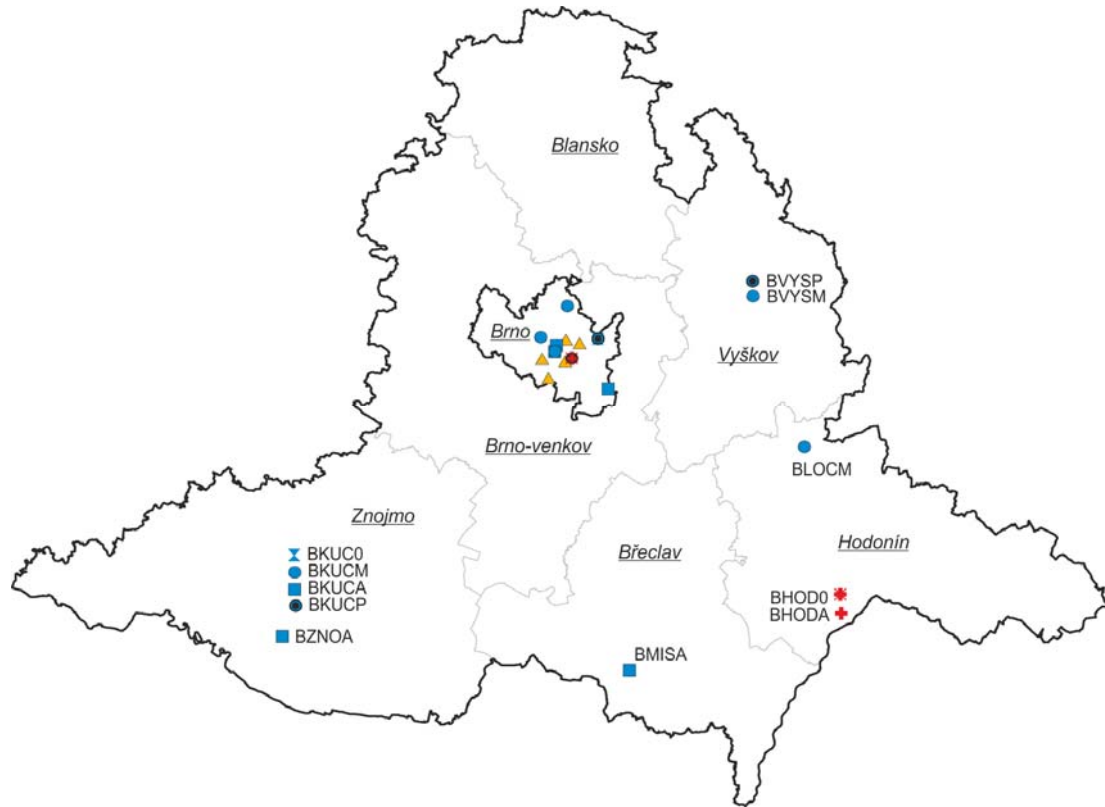 Blansko
BVYSP
BVYSM
Brno
Vyškov
Brno-venkov
BLOCM
Znojmo
Hodonín
Břeclav
BKUC0
BKUCM
BKUCA
BKUCP
BHOD0
BHODA
BZNOA
BMISA